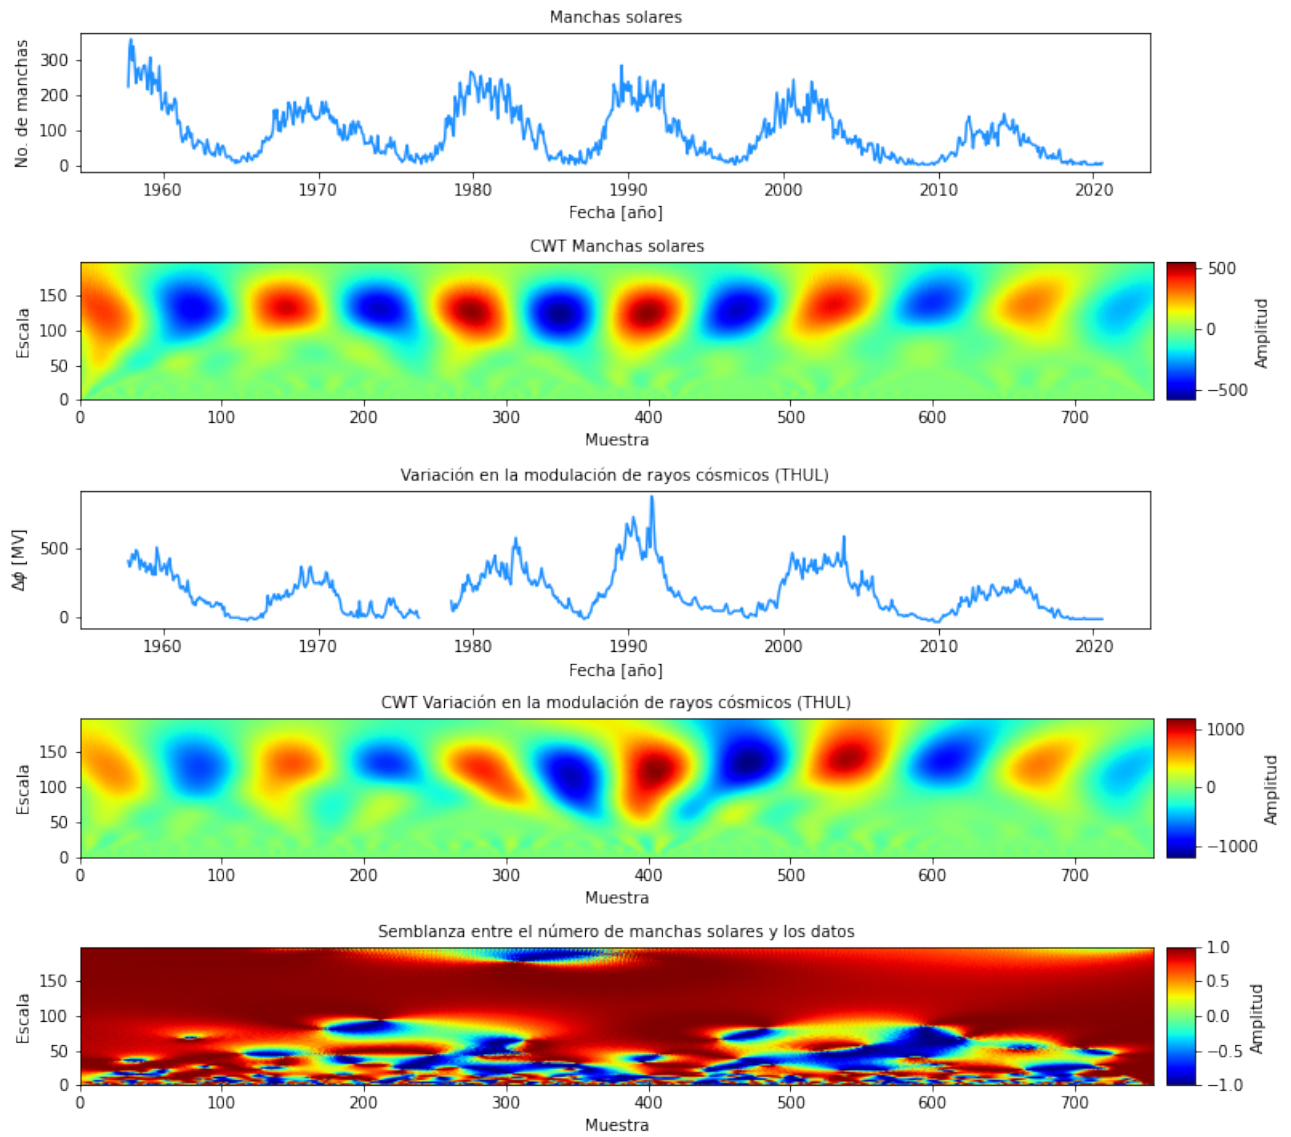 Manchas solares
No. de manchas
300
200
100
0
1960 1970 1980 1990 2000 2010 2020
Fecha [año]
CWT Manchas solares
Escala
150
100
50
0
0 100 200 300 400 500 600 700
Muestra
500
0
−500
Amplitud
Variación en la modulación de rayos cósmicos (THUL)
Δϕ [MV]
500
0
1960 1970 1980 1990 2000 2010 2020
Fecha [año]
CWT Variación en la modulación de rayos cósmicos (THUL)
Escala
150
100
50
0
0 100 200 300 400 500 600 700
Muestra
1000
0
−1000
Amplitud
Semblanza entre el número de manchas solares y los datos
Escala
150
100
50
0
0 100 200 300 400 500 600 700
Muestra
1.0
0.5
0.0
−0.5
−1.0
Amplitud